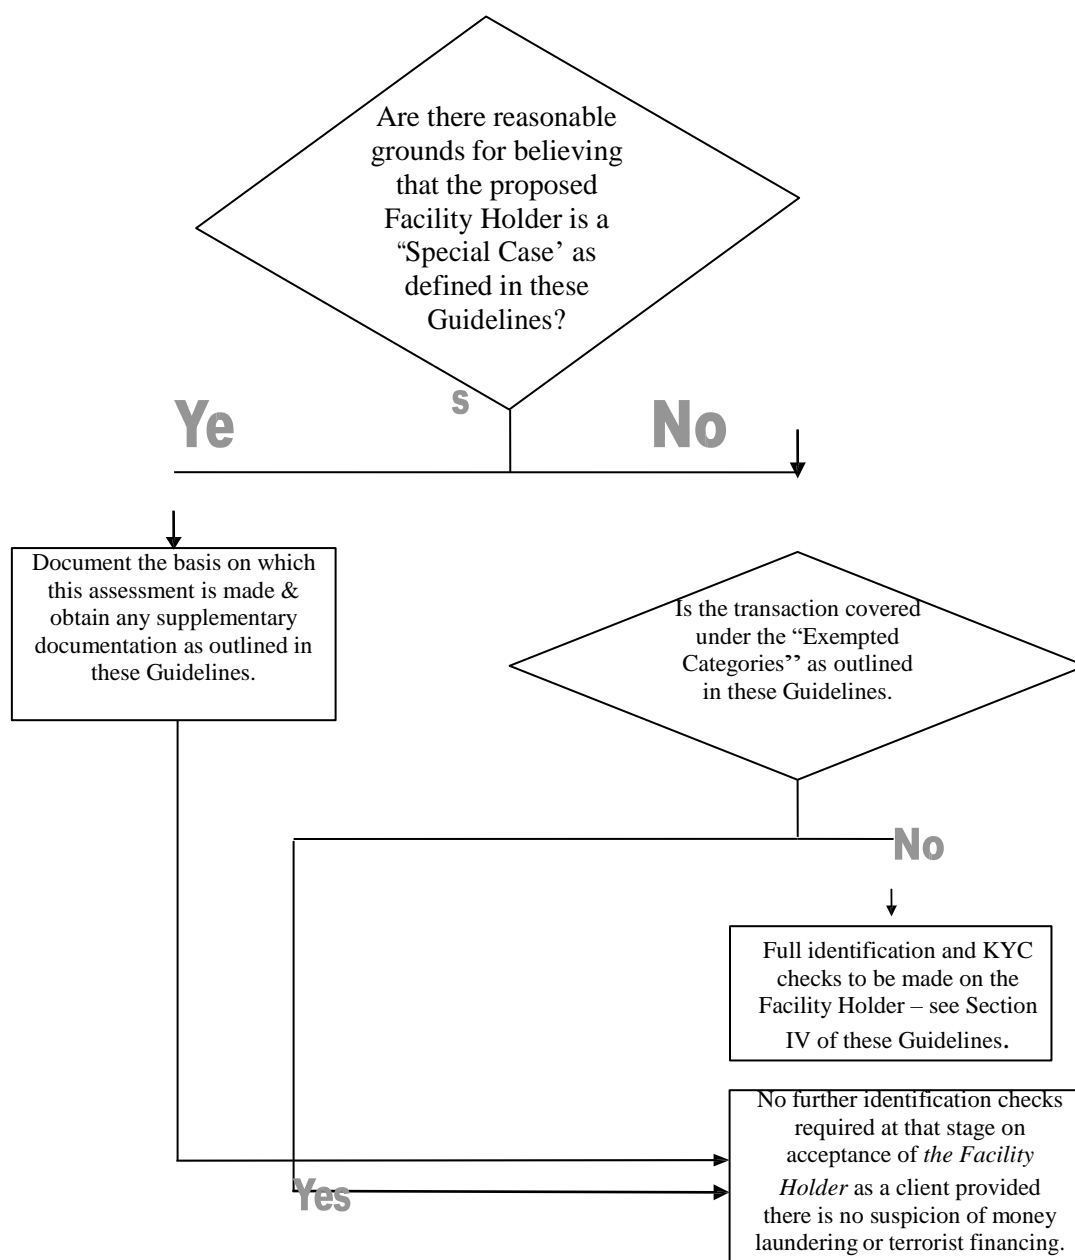 Are there reasonable
grounds for believing
that the proposed
Facility Holder is a
“Special Case’ as
defined in these
Guidelines?
Yes
No
Document the basis on which
this assessment is made &
obtain any supplementary
documentation as outlined in
these Guidelines.
Is the transaction covered
under the “Exempted
Categories’’ as outlined
in these Guidelines.
No
Full identification and KYC
checks to be made on the
Facility Holder – see Section
IV of these Guidelines.
No further identification checks
required at that stage on
acceptance of the Facility
Holder as a client provided
there is no suspicion of money
laundering or terrorist financing.
Yes